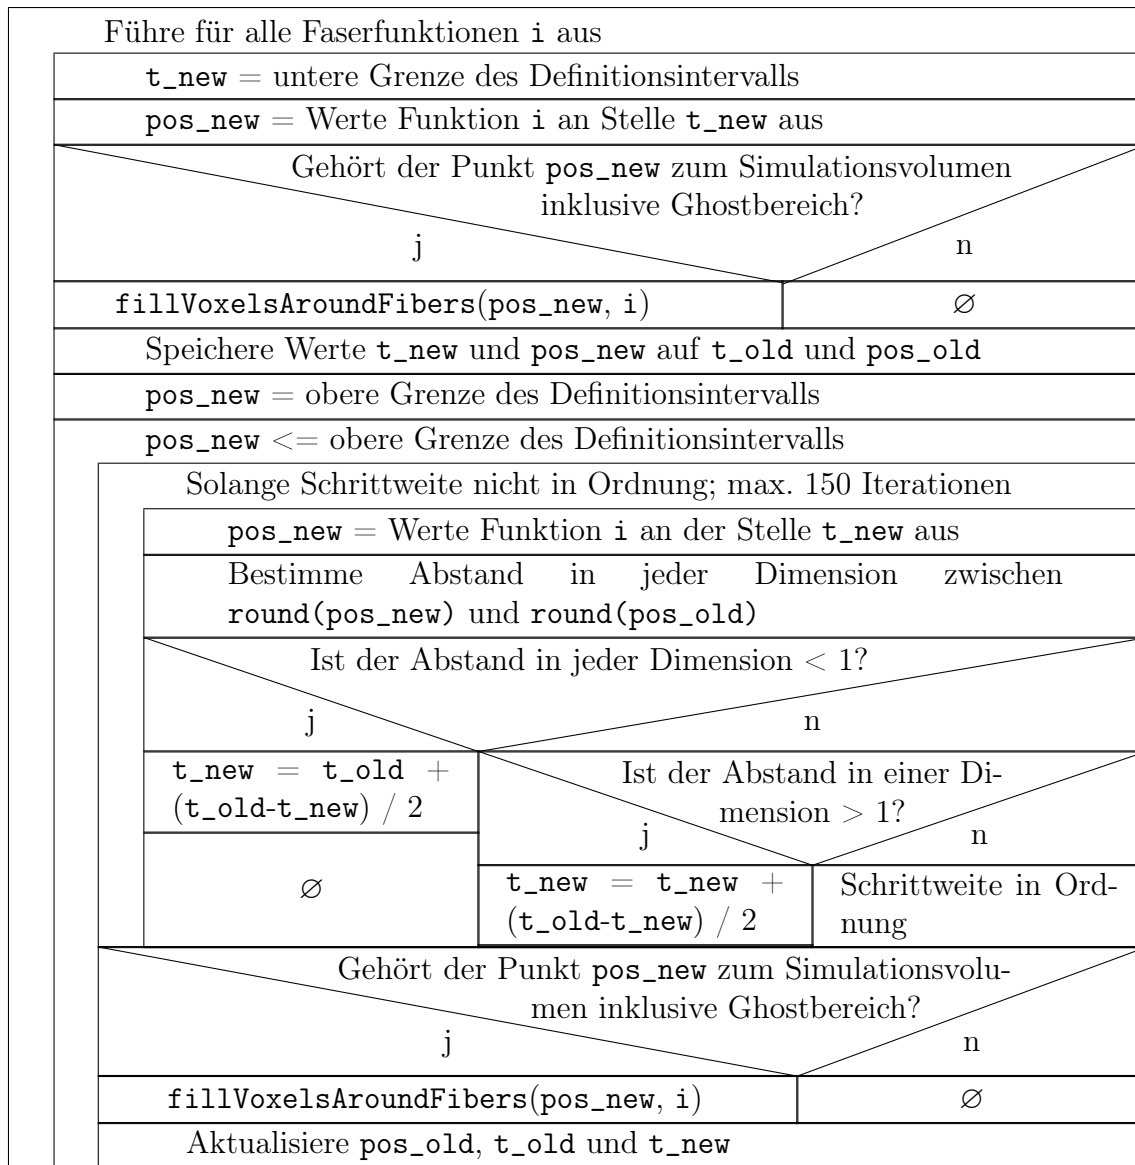 Führe für alle Faserfunktionen i aus
t_new = untere Grenze des Definitionsintervalls
pos_new = Werte Funktion i an Stelle t_new aus
Gehört der Punkt pos_new zum Simulationsvolumen
inklusive Ghostbereich?
j n
fillVoxelsAroundFibers(pos_new, i) ∅
Speichere Werte t_new und pos_new auf t_old und pos_old
pos_new = obere Grenze des Definitionsintervalls
pos_new <= obere Grenze des Definitionsintervalls
Solange Schrittweite nicht in Ordnung; max. 150 Iterationen
pos_new = Werte Funktion i an der Stelle t_new aus
Bestimme Abstand in jeder Dimension zwischen
round(pos_new) und round(pos_old)
Ist der Abstand in jeder Dimension < 1?
j n
t_new = t_old +
(t_old-t_new) / 2
∅
Ist der Abstand in einer Di-
mension > 1?
j n
t_new = t_new +
(t_old-t_new) / 2
Schrittweite in Ord-
nung
Gehört der Punkt pos_new zum Simulationsvolu-
men inklusive Ghostbereich?
j n
fillVoxelsAroundFibers(pos_new, i) ∅
Aktualisiere pos_old, t_old und t_new